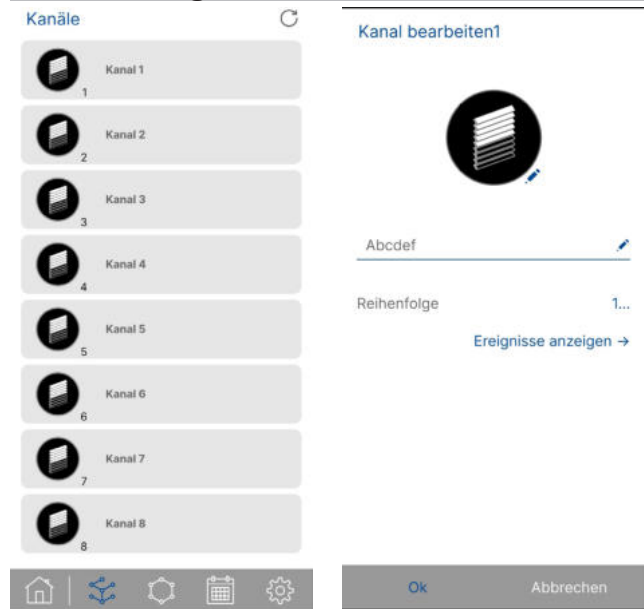 Kanäle
Kanal 1
1
Kanal 2
2
Kanal 3
3
Kanal 4
4
Kanal 5
5
Kanal 6
6
Kanal 7
7
Kanal 8
8
Kanal bearbeiten1
Abcdef
Reihenfolge 1...
Ereignisse anzeigen →
Ok Abbrechen